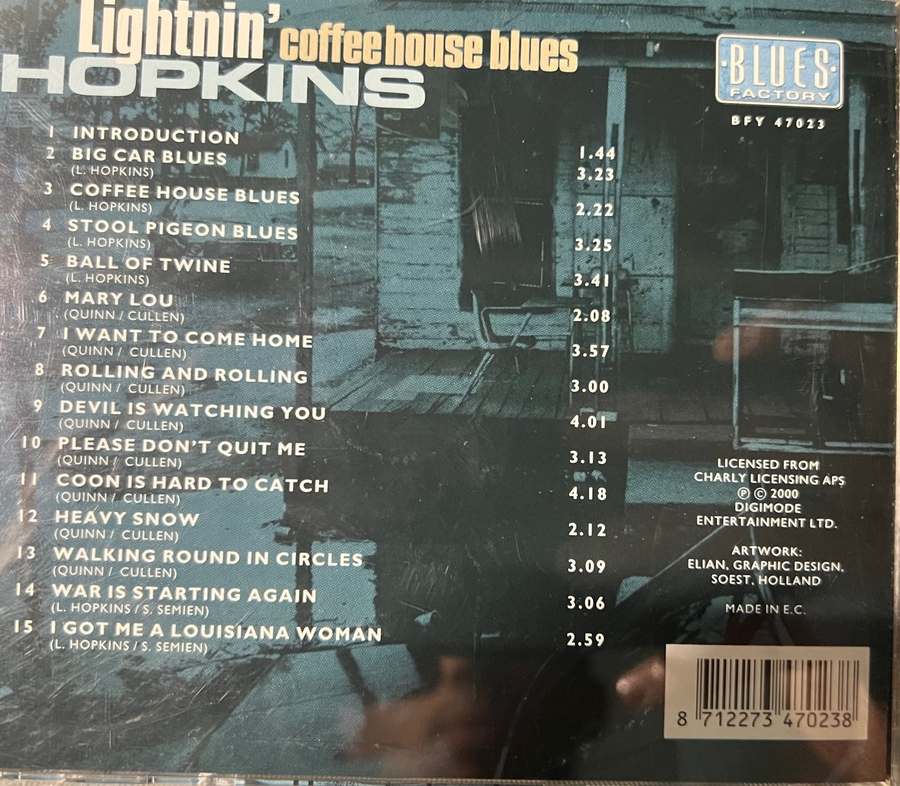 Lightnin' coffee house blues
HOPKINS
BLUES
FACTORY
BFY 47023
1 INTRODUCTION 1.44
2 BIG CAR BLUES 3.23
(L. HOPKINS)
3 COFFEE HOUSE BLUES 2.22
(L. HOPKINS)
4 STOOL PIGEON BLUES 3.25
(L. HOPKINS)
5 BALL OF TWINE 3.41
(L. HOPKINS)
6 MARY LOU 2.08
(QUINN / CULLEN)
7 I WANT TO COME HOME 3.57
(QUINN / CULLEN)
8 ROLLING AND ROLLING 3.00
(QUINN / CULLEN)
9 DEVIL IS WATCHING YOU 4.01
(QUINN / CULLEN)
10 PLEASE DON'T QUIT ME 3.13
(QUINN / CULLEN)
11 COON IS HARD TO CATCH 4.18
(QUINN / CULLEN)
12 HEAVY SNOW 2.12
(QUINN / CULLEN)
13 WALKING ROUND IN CIRCLES 3.09
(QUINN / CULLEN)
14 WAR IS STARTING AGAIN 3.06
(L. HOPKINS / S. SEMIEN)
15 I GOT ME A LOUISIANA WOMAN 2.59
(L. HOPKINS / S. SEMIEN)
LICENSED FROM
CHARLY LICENSING APS
℗ © 2000
DIGIMODE
ENTERTAINMENT LTD.
ARTWORK:
ELIAN, GRAPHIC DESIGN,
SOEST, HOLLAND
MADE IN E.C.
8 712273 470238